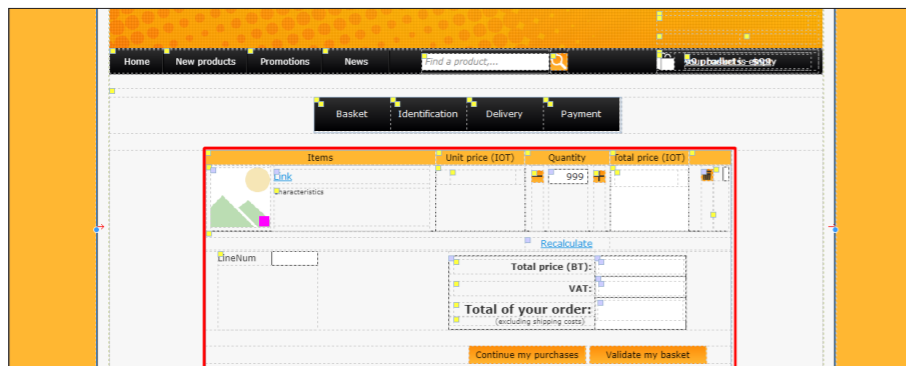 Home New products Promotions News Find a product,...
Basket Identification Delivery Payment
Items Unit price (IOT) Quantity Total price (IOT)
Link
999
Characteristics
Recalculate
LineNum
Total price (BT):
VAT:
Total of your order:
(excluding shipping costs)
Continue my purchases Validate my basket